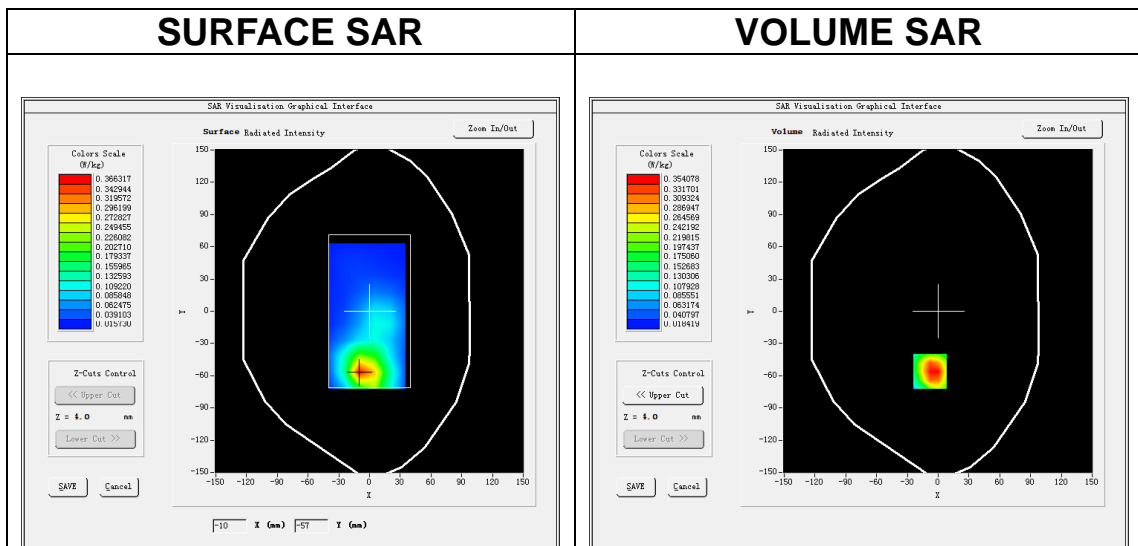 SURFACE SAR
SAR Visualisation Graphical Interface
Surface Radiated Intensity
Zoom In/Out
Colors Scale
(W/kg)
0.366317
0.342944
0.319572
0.296199
0.272827
0.249455
0.226082
0.202710
0.179337
0.155965
0.132593
0.109220
0.085848
0.062475
0.039103
0.015730
150
120
90
60
30
0
-30
-60
-90
-120
-150
Y
-150 -120 -90 -60 -30 0 30 60 90 120 150
X
Z-Cuts Control
<< Upper Cut
Z = 4.0 mm
Lower Cut >>
SAVE Cancel
-10 X (mm) -57 Y (mm)
VOLUME SAR
SAR Visualisation Graphical Interface
Volume Radiated Intensity
Zoom In/Out
Colors Scale
(W/kg)
0.354078
0.331701
0.309324
0.286947
0.264569
0.242192
0.219815
0.197437
0.175060
0.152683
0.130306
0.107928
0.085551
0.063174
0.040797
0.018419
150
120
90
60
30
0
-30
-60
-90
-120
-150
Y
-150 -120 -90 -60 -30 0 30 60 90 120 150
X
Z-Cuts Control
<< Upper Cut
Z = 4.0 mm
Lower Cut >>
SAVE Cancel